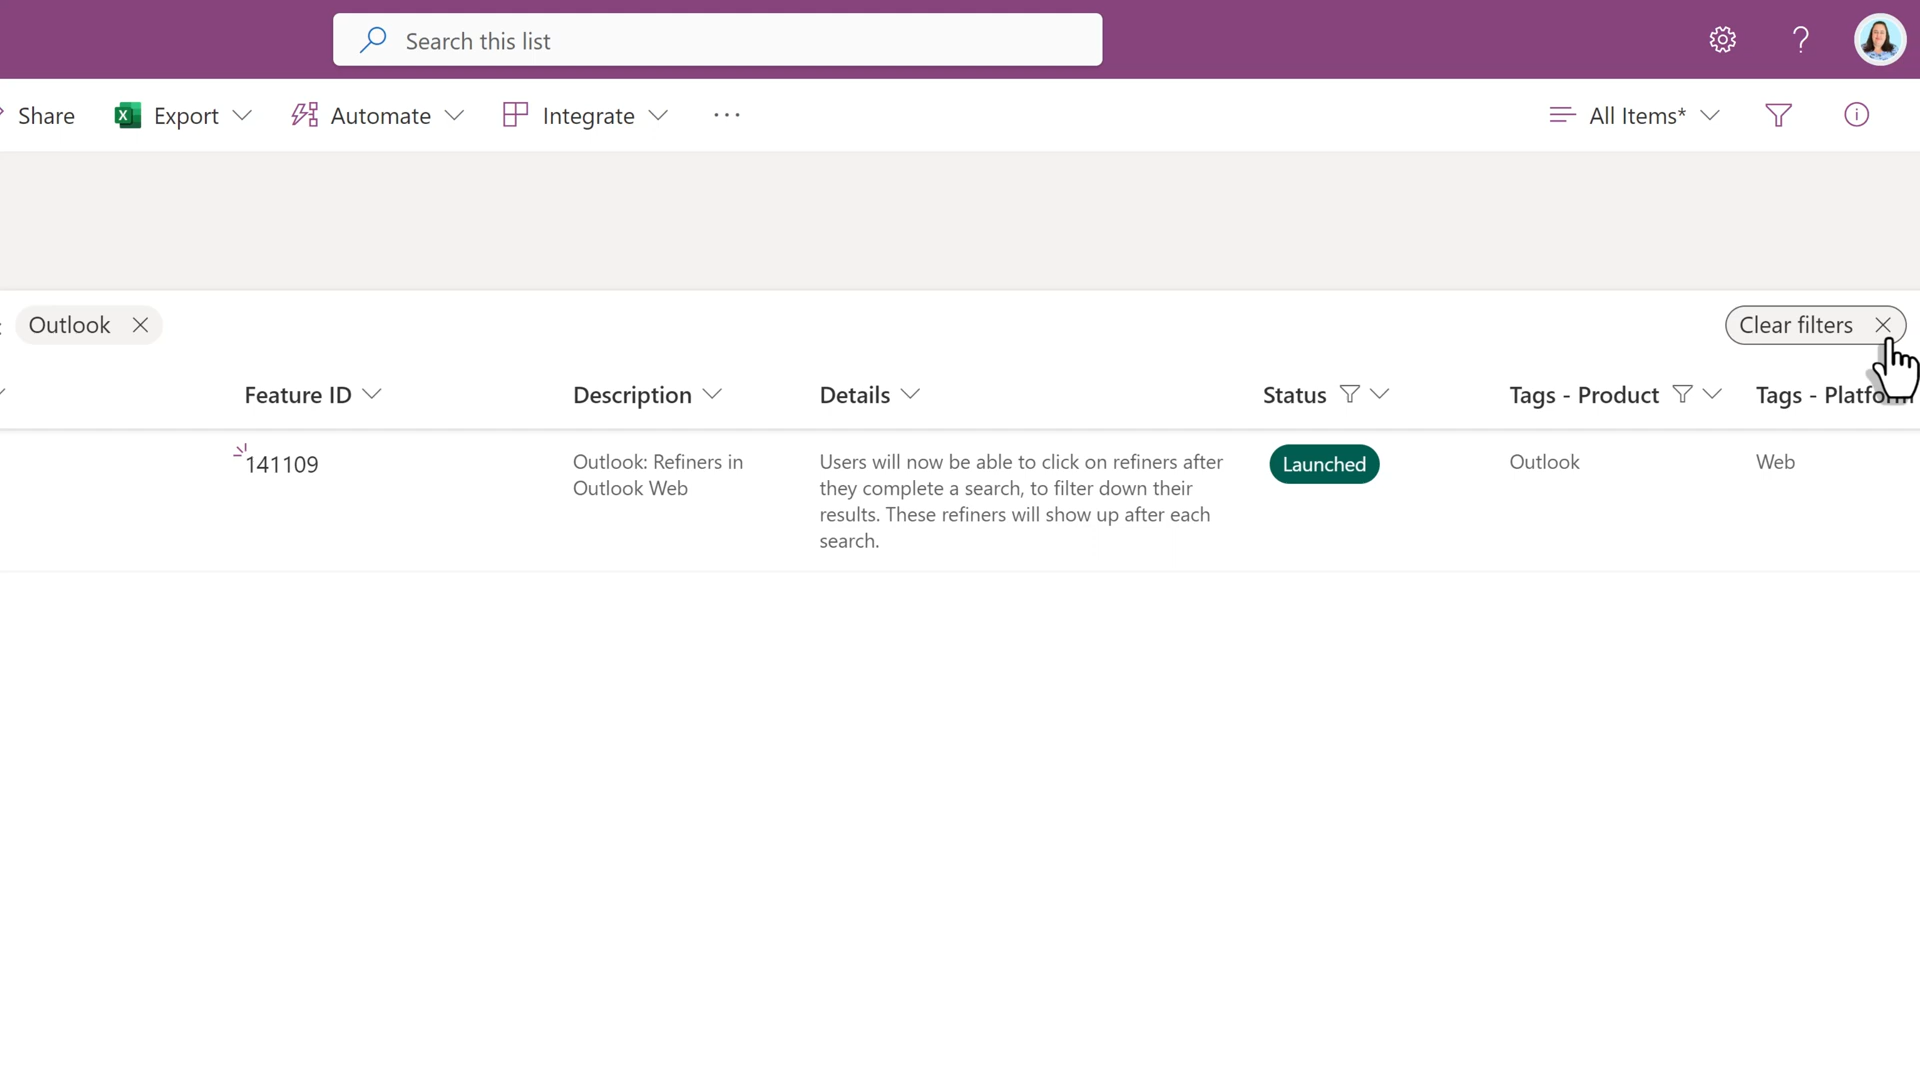 Search this list
Share
Export
Automate
Integrate
All Items*
Outlook
Clear filters
Feature ID
Description
Details
Status
Tags - Product
Tags - Platform
141109
Outlook: Refiners in
Outlook Web
Users will now be able to click on refiners after
they complete a search, to filter down their
results. These refiners will show up after each
search.
Launched
Outlook
Web